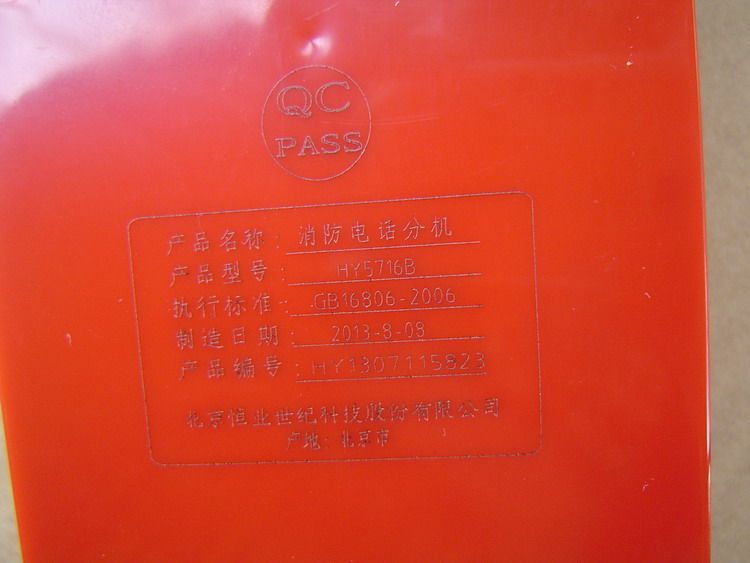 QC
PASS
产品名称: 消防电话分机
产品型号: HY5716B
执行标准: GB16806-2006
制造日期: 2013-8-08
产品编号: HY1307115823
北京恒业世纪科技股份有限公司
产地: 北京市